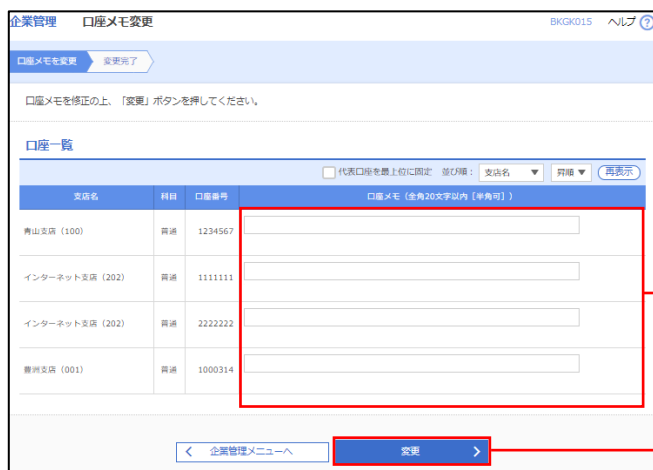 企業管理 口座メモ変更 BKGK015 ヘルプ ?
口座メモを変更 変更完了
口座メモを修正の上、「変更」ボタンを押してください。
口座一覧
代表口座を最上位に固定 並び順： 支店名 ▼ 昇順 ▼ 再表示
支店名 科目 口座番号 口座メモ（全角20文字以内［半角可］）
青山支店（100） 普通 1234567
インターネット支店（202） 普通 1111111
インターネット支店（202） 普通 2222222
豊洲支店（001） 普通 1000314
企業管理メニューへ 変更